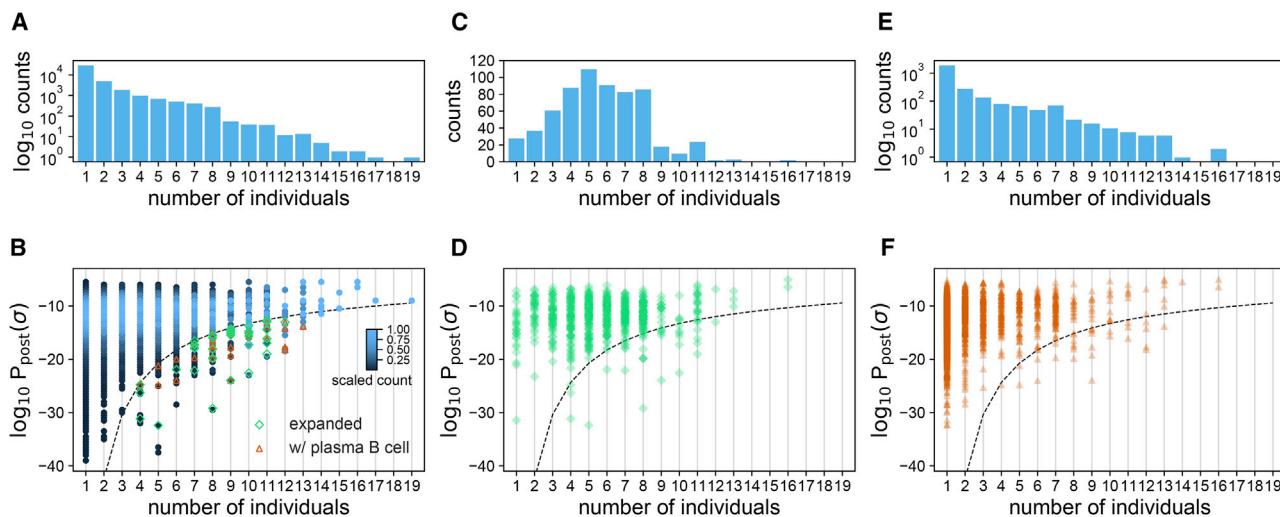 A
log10 counts
10^4
10^3
10^2
10^1
10^0
1 2 3 4 5 6 7 8 9 10 11 12 13 14 15 16 17 18 19
number of individuals
C
counts
120
100
80
60
40
20
0
1 2 3 4 5 6 7 8 9 10 11 12 13 14 15 16 17 18 19
number of individuals
E
log10 counts
10^3
10^2
10^1
10^0
1 2 3 4 5 6 7 8 9 10 11 12 13 14 15 16 17 18 19
number of individuals
B
log10 Ppost(σ)
−10
−20
−30
−40
1.00
0.75
0.50
0.25
scaled count
expanded
w/ plasma B cell
1 2 3 4 5 6 7 8 9 10 11 12 13 14 15 16 17 18 19
number of individuals
D
log10 Ppost(σ)
−10
−20
−30
−40
1 2 3 4 5 6 7 8 9 10 11 12 13 14 15 16 17 18 19
number of individuals
F
log10 Ppost(σ)
−10
−20
−30
−40
1 2 3 4 5 6 7 8 9 10 11 12 13 14 15 16 17 18 19
number of individuals